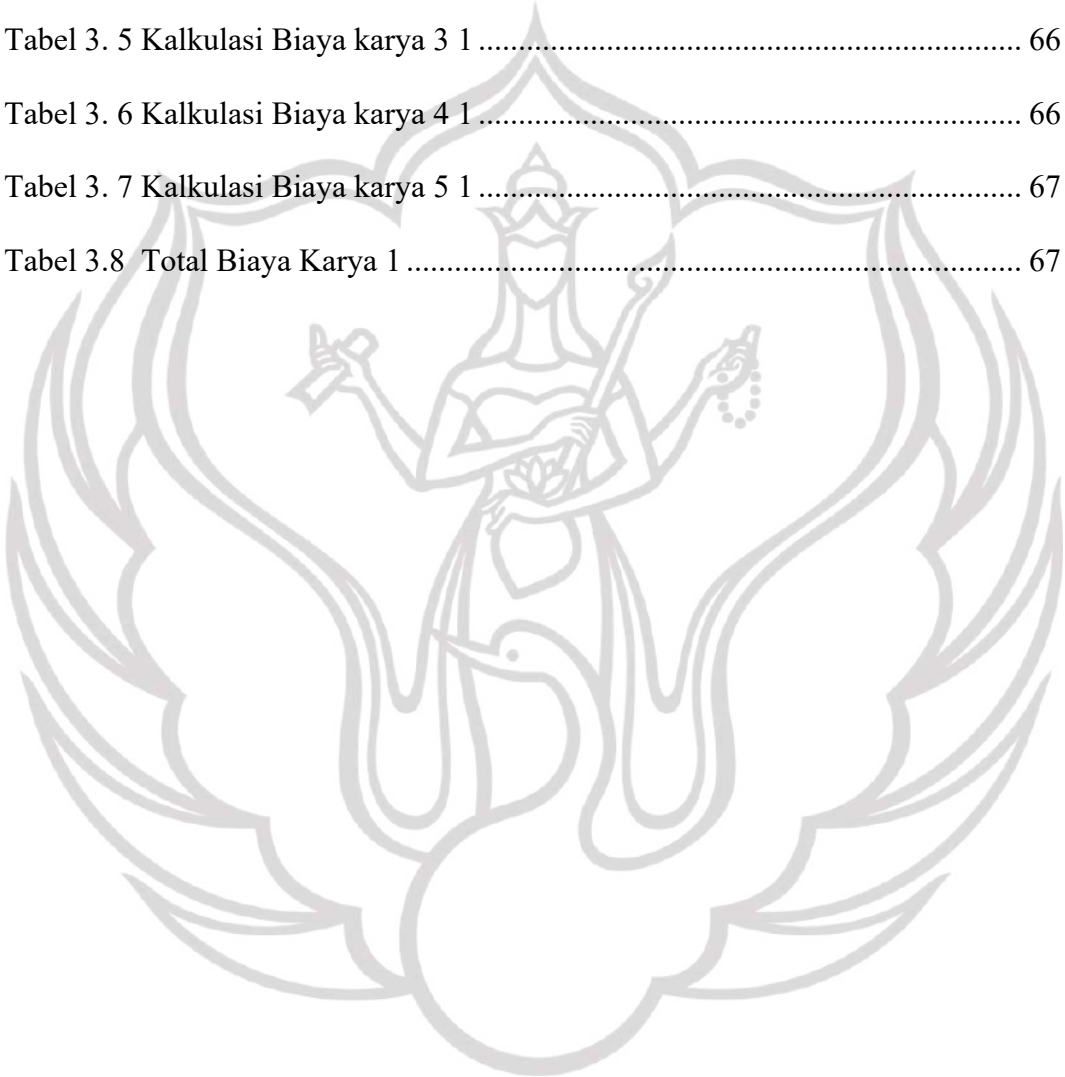 Tabel 3. 5 Kalkulasi Biaya karya 3 1 .................................................................... 66
Tabel 3. 6 Kalkulasi Biaya karya 4 1 .................................................................... 66
Tabel 3. 7 Kalkulasi Biaya karya 5 1 .................................................................... 67
Tabel 3.8  Total Biaya Karya 1 ............................................................................. 67